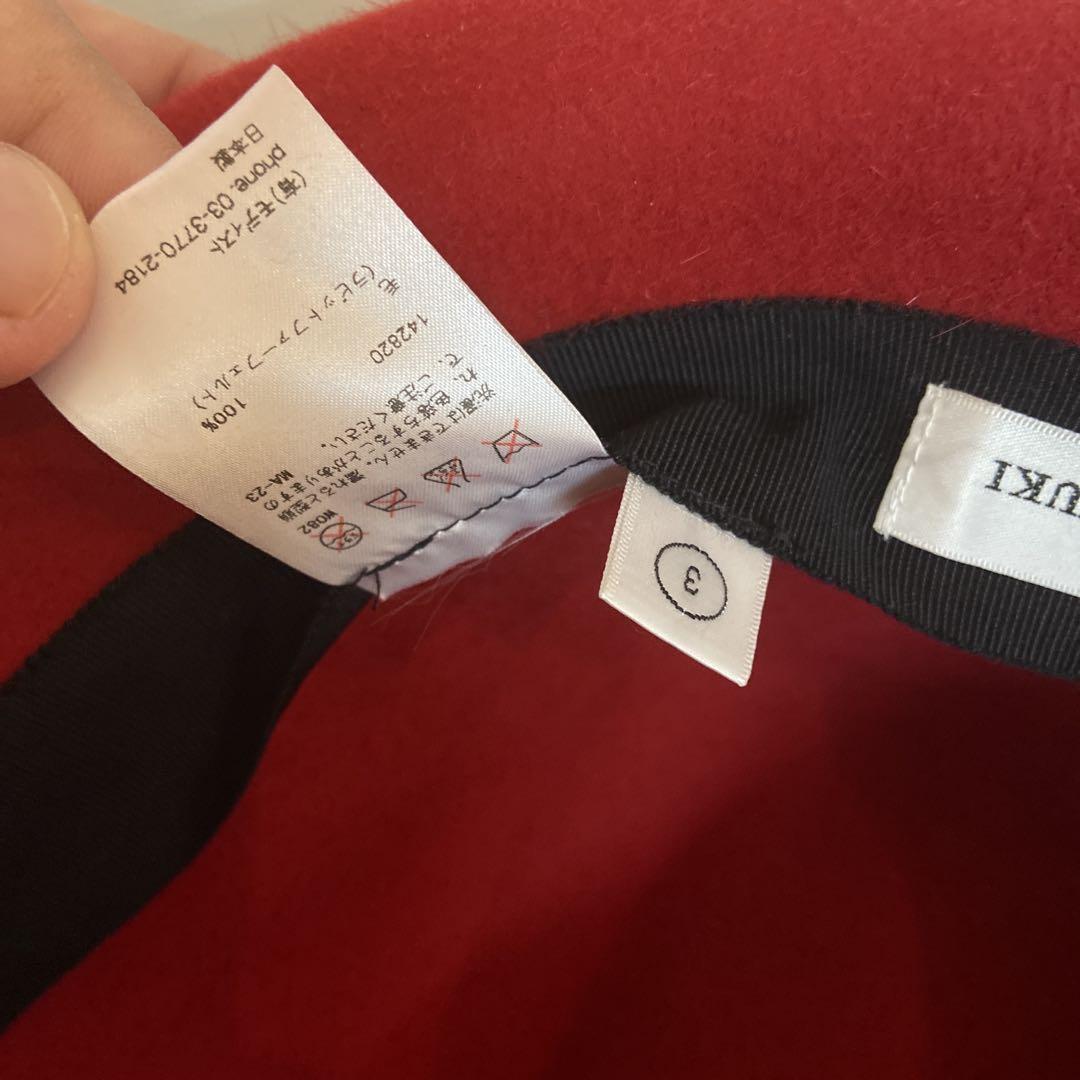 142820
毛
(ラビットファーフェルト) 100%
(有)モディスト
phone. 03-3770-2184
日本製
洗濯はできません。濡れると型崩
れ、色落ちすることがありますの
で、ご注意ください。
MA-23
W082
3
UKI